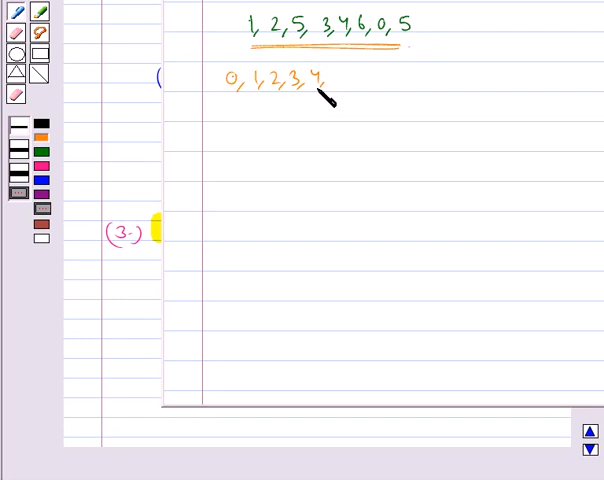 1, 2, 5, 3, 4, 6, 0, 5
0, 1, 2, 3, 4,
(
(3.)